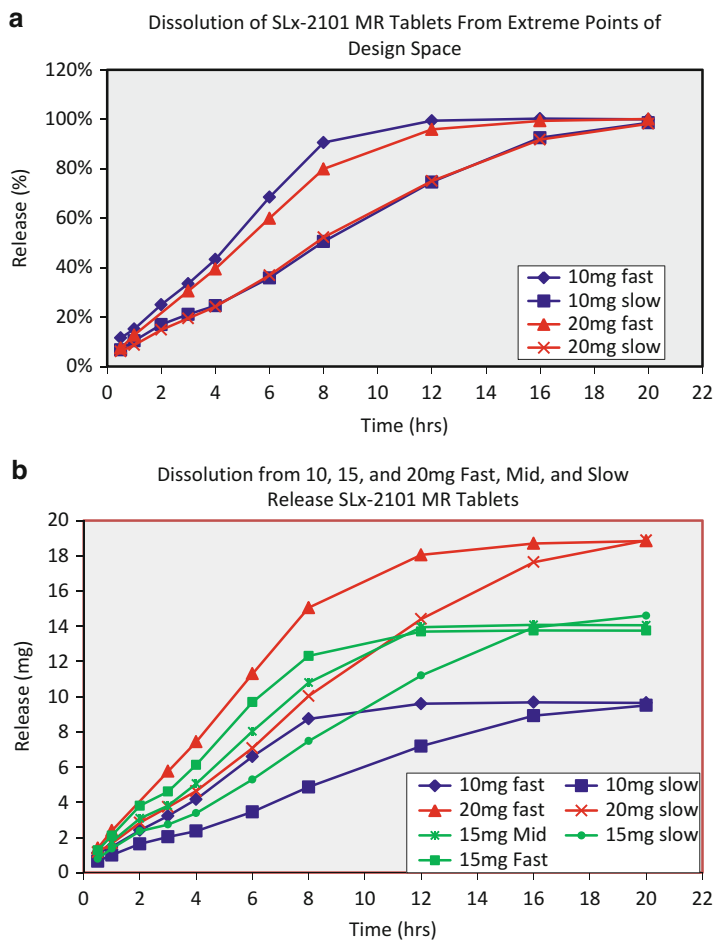 a
Dissolution of SLx-2101 MR Tablets From Extreme Points of
Design Space
120%
100%
80%
60%
40%
20%
0%
Release (%)
10mg fast
10mg slow
20mg fast
20mg slow
0 2 4 6 8 10 12 14 16 18 20 22
Time (hrs)
b
Dissolution from 10, 15, and 20mg Fast, Mid, and Slow
Release SLx-2101 MR Tablets
20
18
16
14
12
10
8
6
4
2
0
Release (mg)
10mg fast 10mg slow
20mg fast 20mg slow
15mg Mid 15mg slow
15mg Fast
0 2 4 6 8 10 12 14 16 18 20 22
Time (hrs)